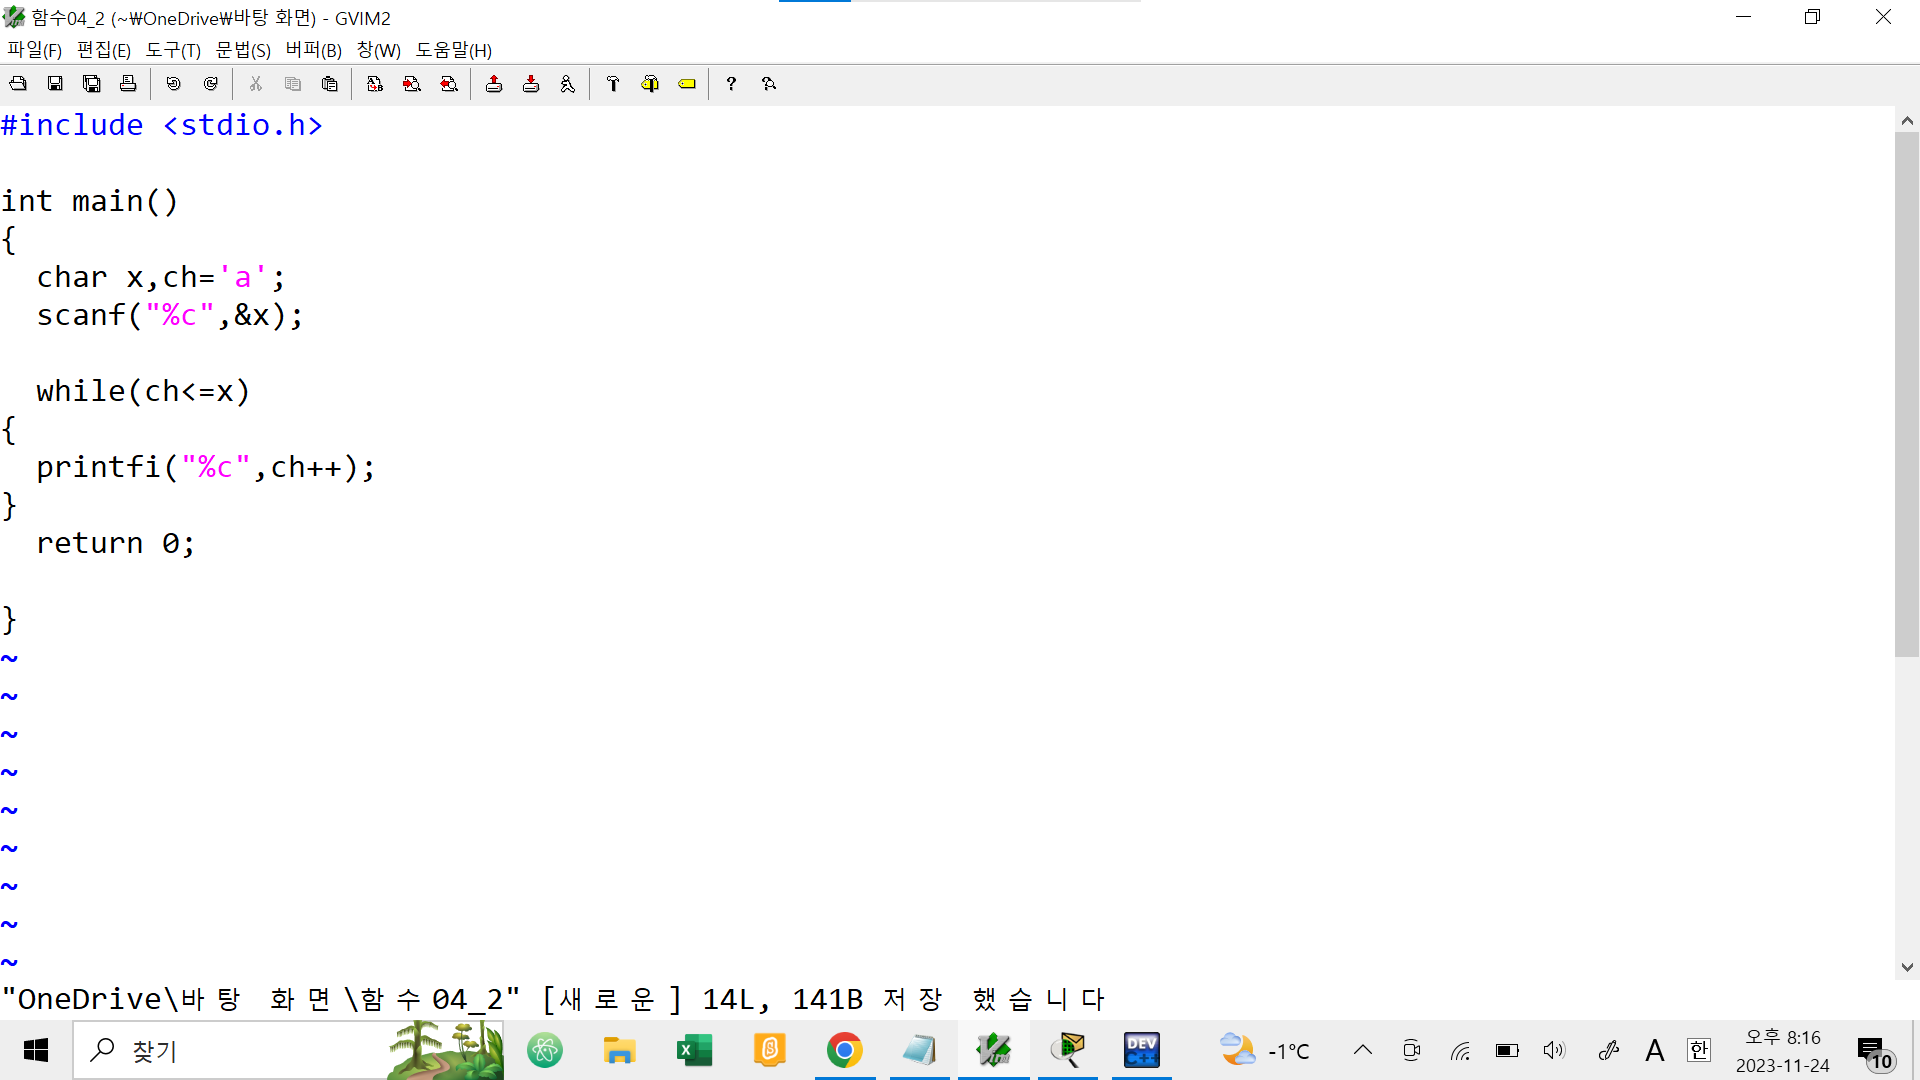 함수04_2 (~₩OneDrive₩바탕 화면) - GVIM2
파일(F) 편집(E) 도구(T) 문법(S) 버퍼(B) 창(W) 도움말(H)
#include <stdio.h>
int main()
{
  char x,ch='a';
  scanf("%c",&x);
  while(ch<=x)
{
  printfi("%c",ch++);
}
  return 0;
}
~
~
~
~
~
~
~
~
~
"OneDrive\바탕 화면\함수04_2" [새로운] 14L, 141B 저장 했습니다
찾기
DEV
C++
-1°C
A
한
오후 8:16
2023-11-24
10